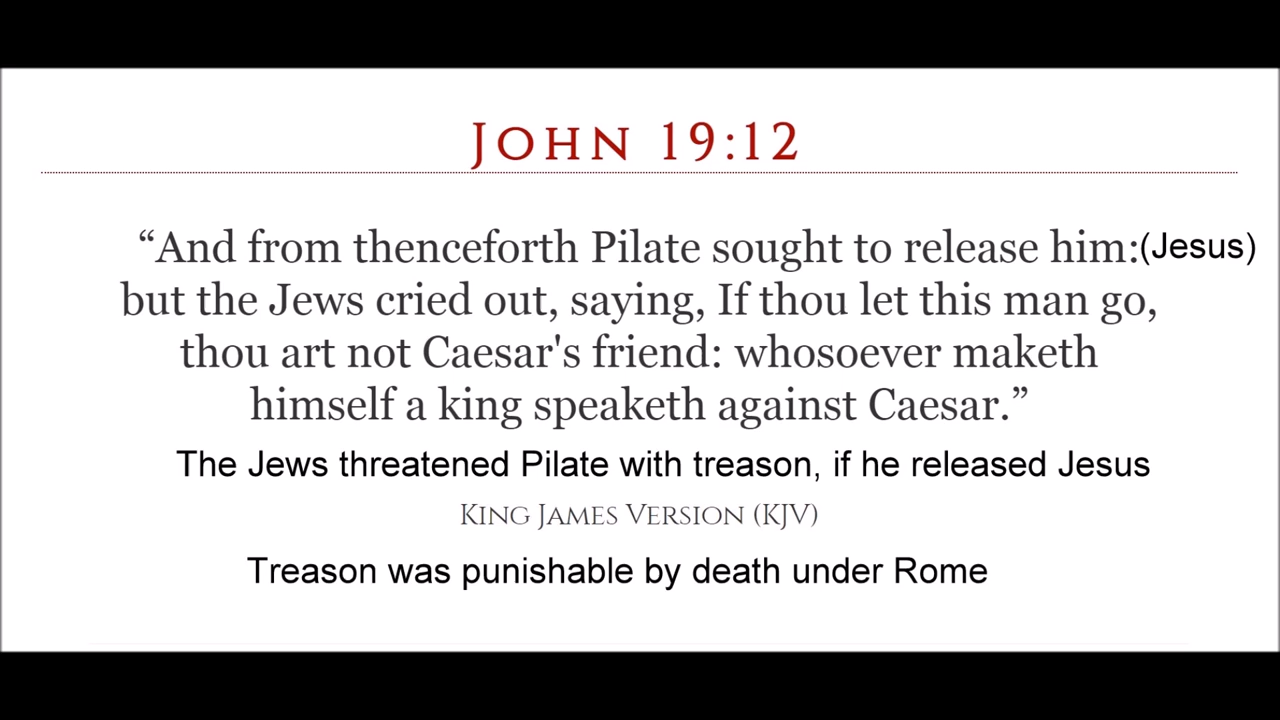 John 19:12
“And from thenceforth Pilate sought to release him:(Jesus)
but the Jews cried out, saying, If thou let this man go,
thou art not Caesar's friend: whosoever maketh
himself a king speaketh against Caesar.”
The Jews threatened Pilate with treason, if he released Jesus
King James Version (KJV)
Treason was punishable by death under Rome